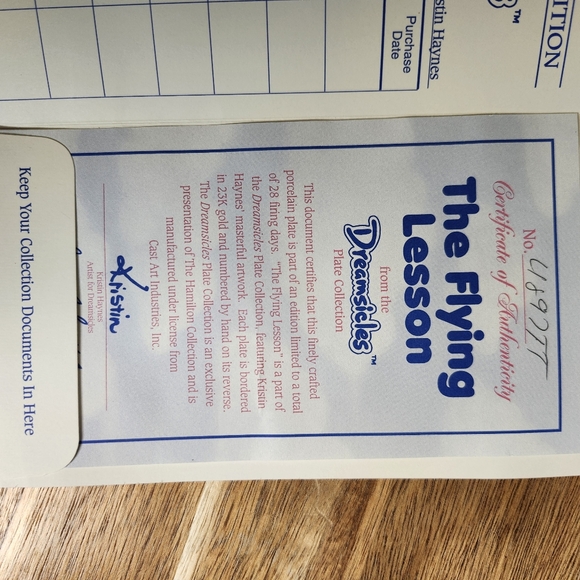 ITION
™
stin Haynes
Purchase
Date
No.
Certificate of Authenticity
The Flying
Lesson
from the
Dreamsicles™
Plate Collection
This document certifies that this finely crafted
porcelain plate is part of an edition limited to a total
of 28 firing days. "The Flying Lesson" is a part of
the Dreamsicles Plate Collection, featuring Kristin
Haynes' masterful artwork. Each plate is bordered
in 23K gold and numbered by hand on its reverse.
The Dreamsicles Plate Collection is an exclusive
presentation of The Hamilton Collection and is
manufactured under license from
Cast Art Industries, Inc.
Kristin
Kristin Haynes
Artist for Dreamsicles
Keep Your Collection Documents In Here